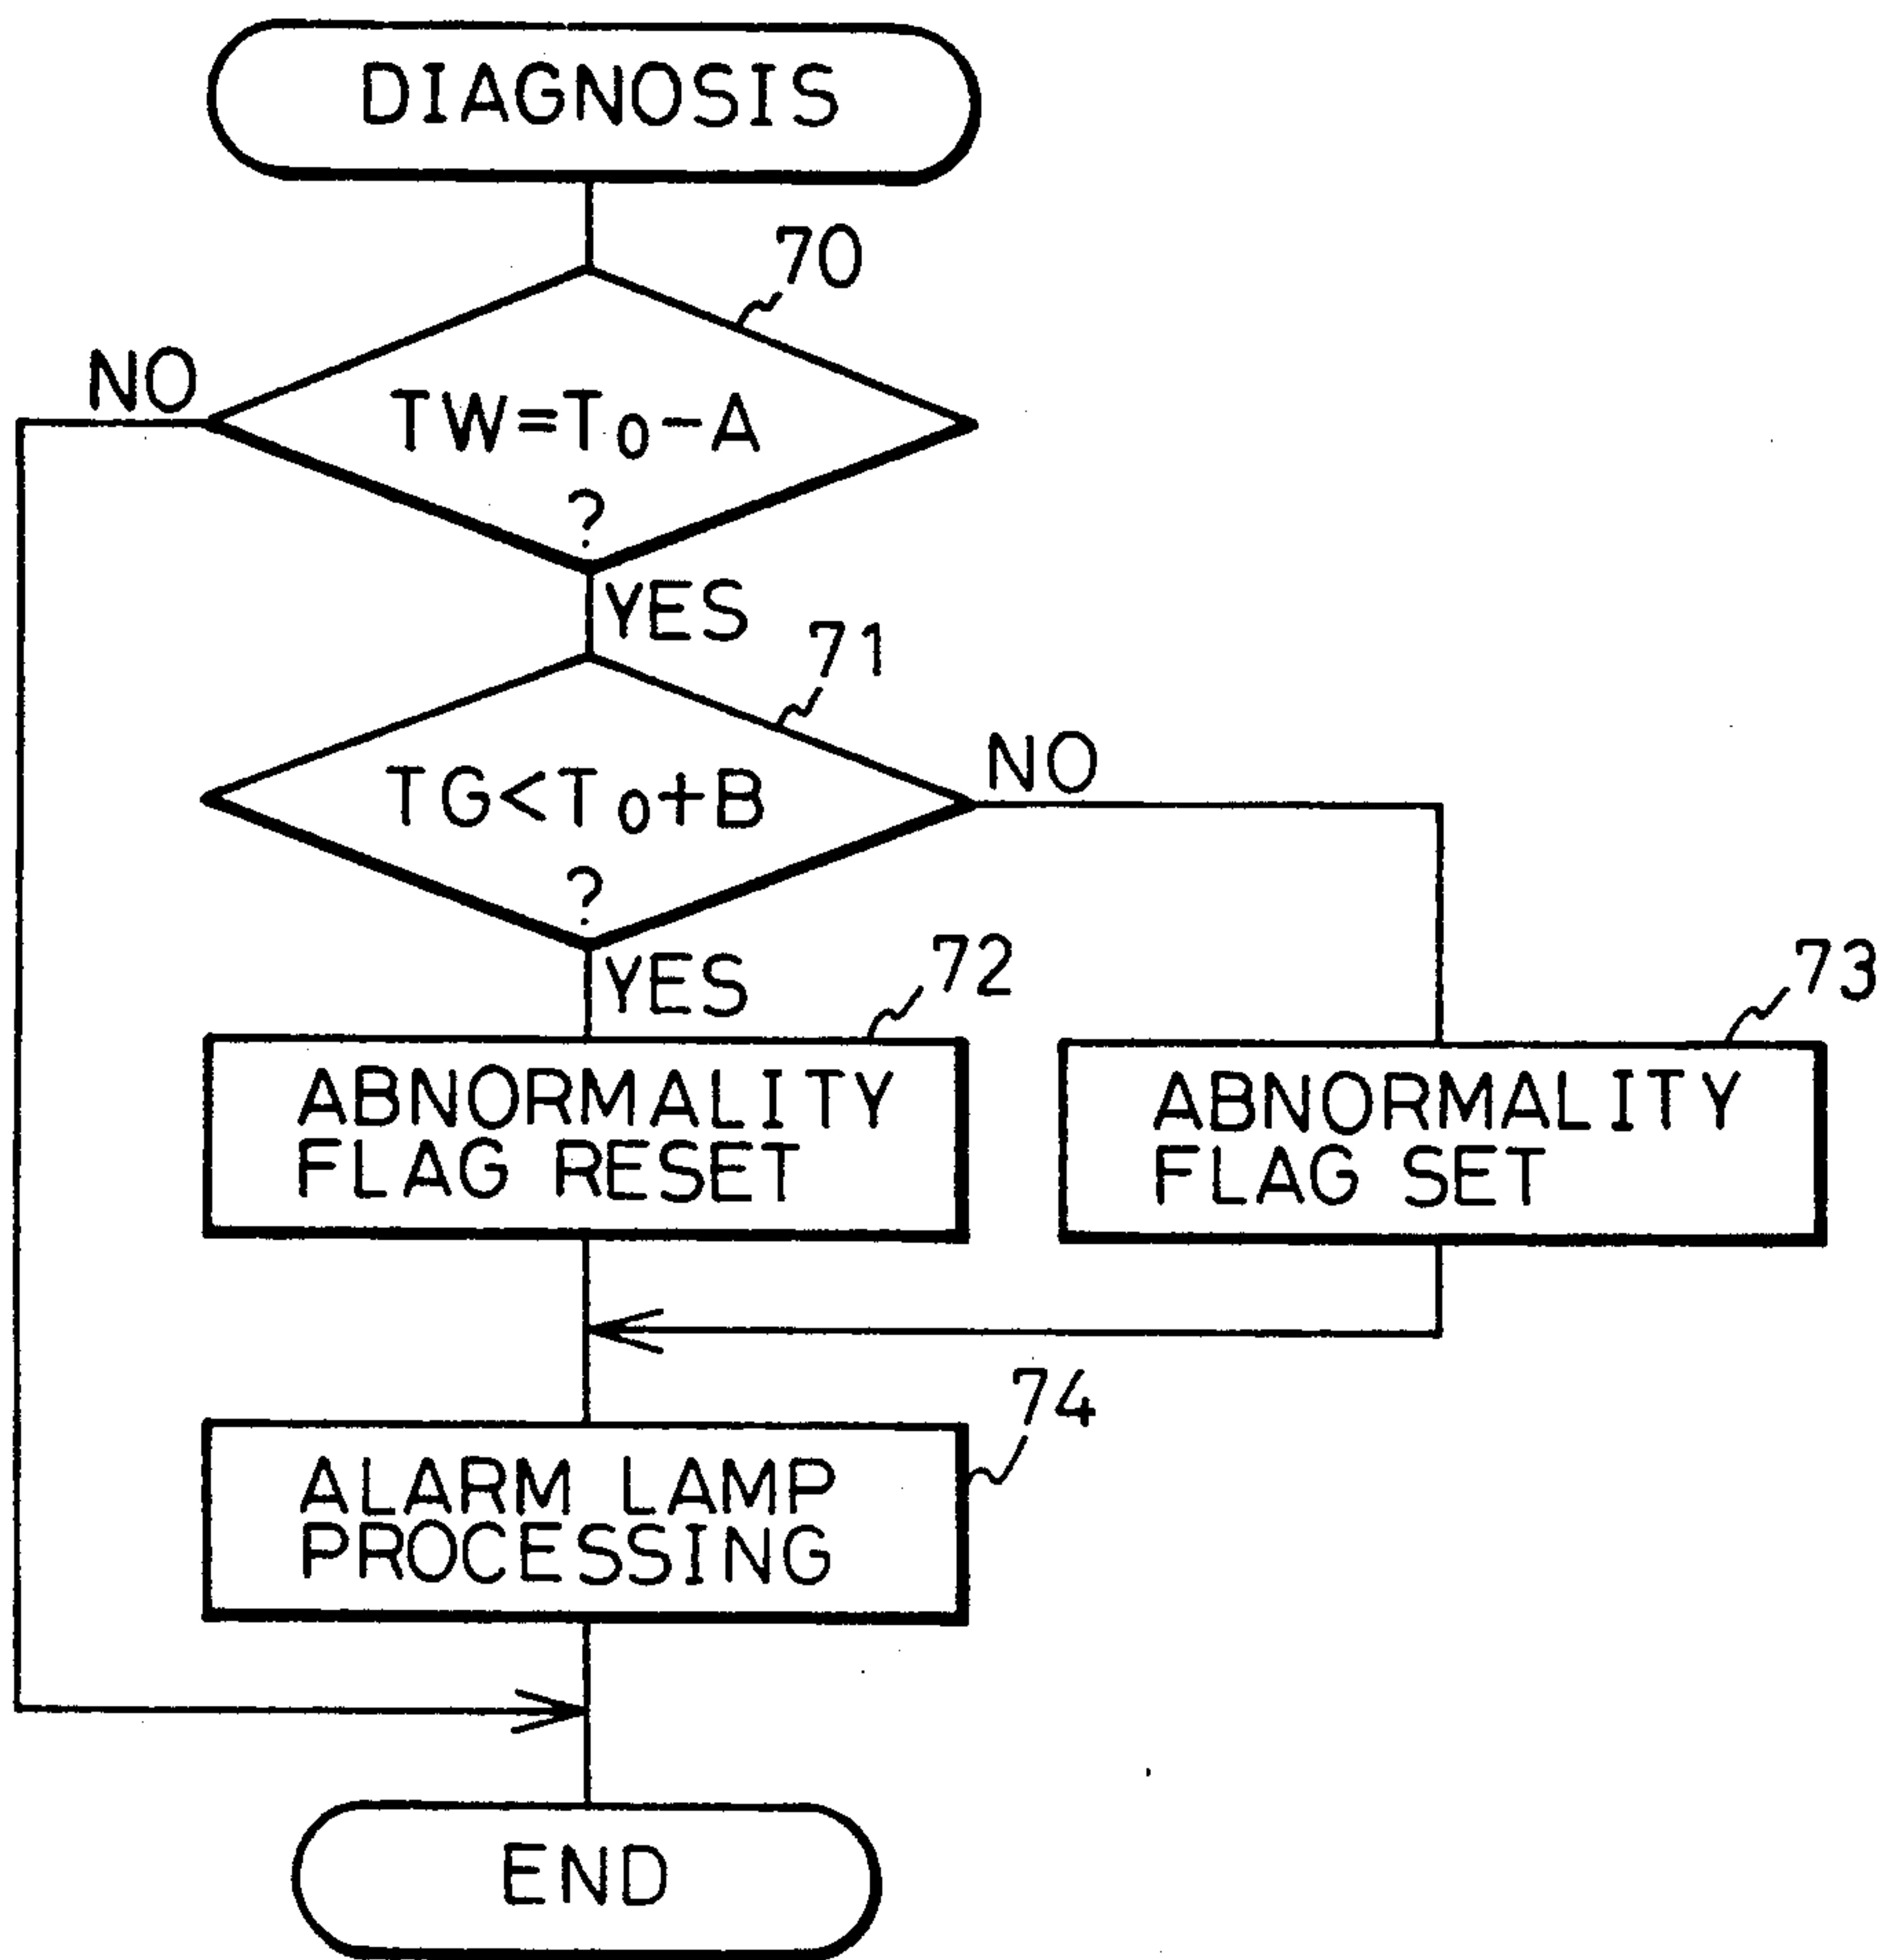 DIAGNOSIS
70
NO
TW=T₀-A
?
YES
71
NO
TG<T₀+B
?
YES
72
73
ABNORMALITY
FLAG RESET
ABNORMALITY
FLAG SET
74
ALARM LAMP
PROCESSING
END